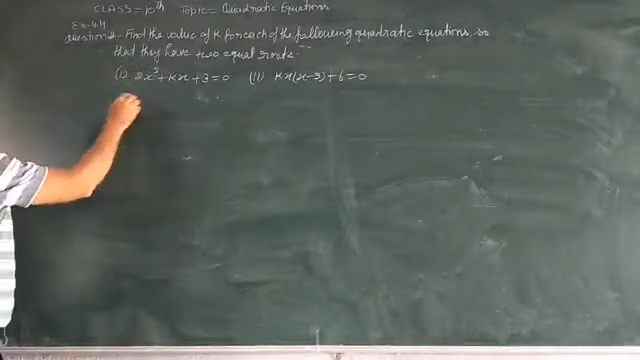 CLASS = 10th Topic = Quadratic Equations
Ex-4.4
Question 2. Find the value of K for each of the following quadratic equations, so
that they have two equal roots.
(i) 2x²+Kx+3=0 (II) Kx(x-2)+6=0